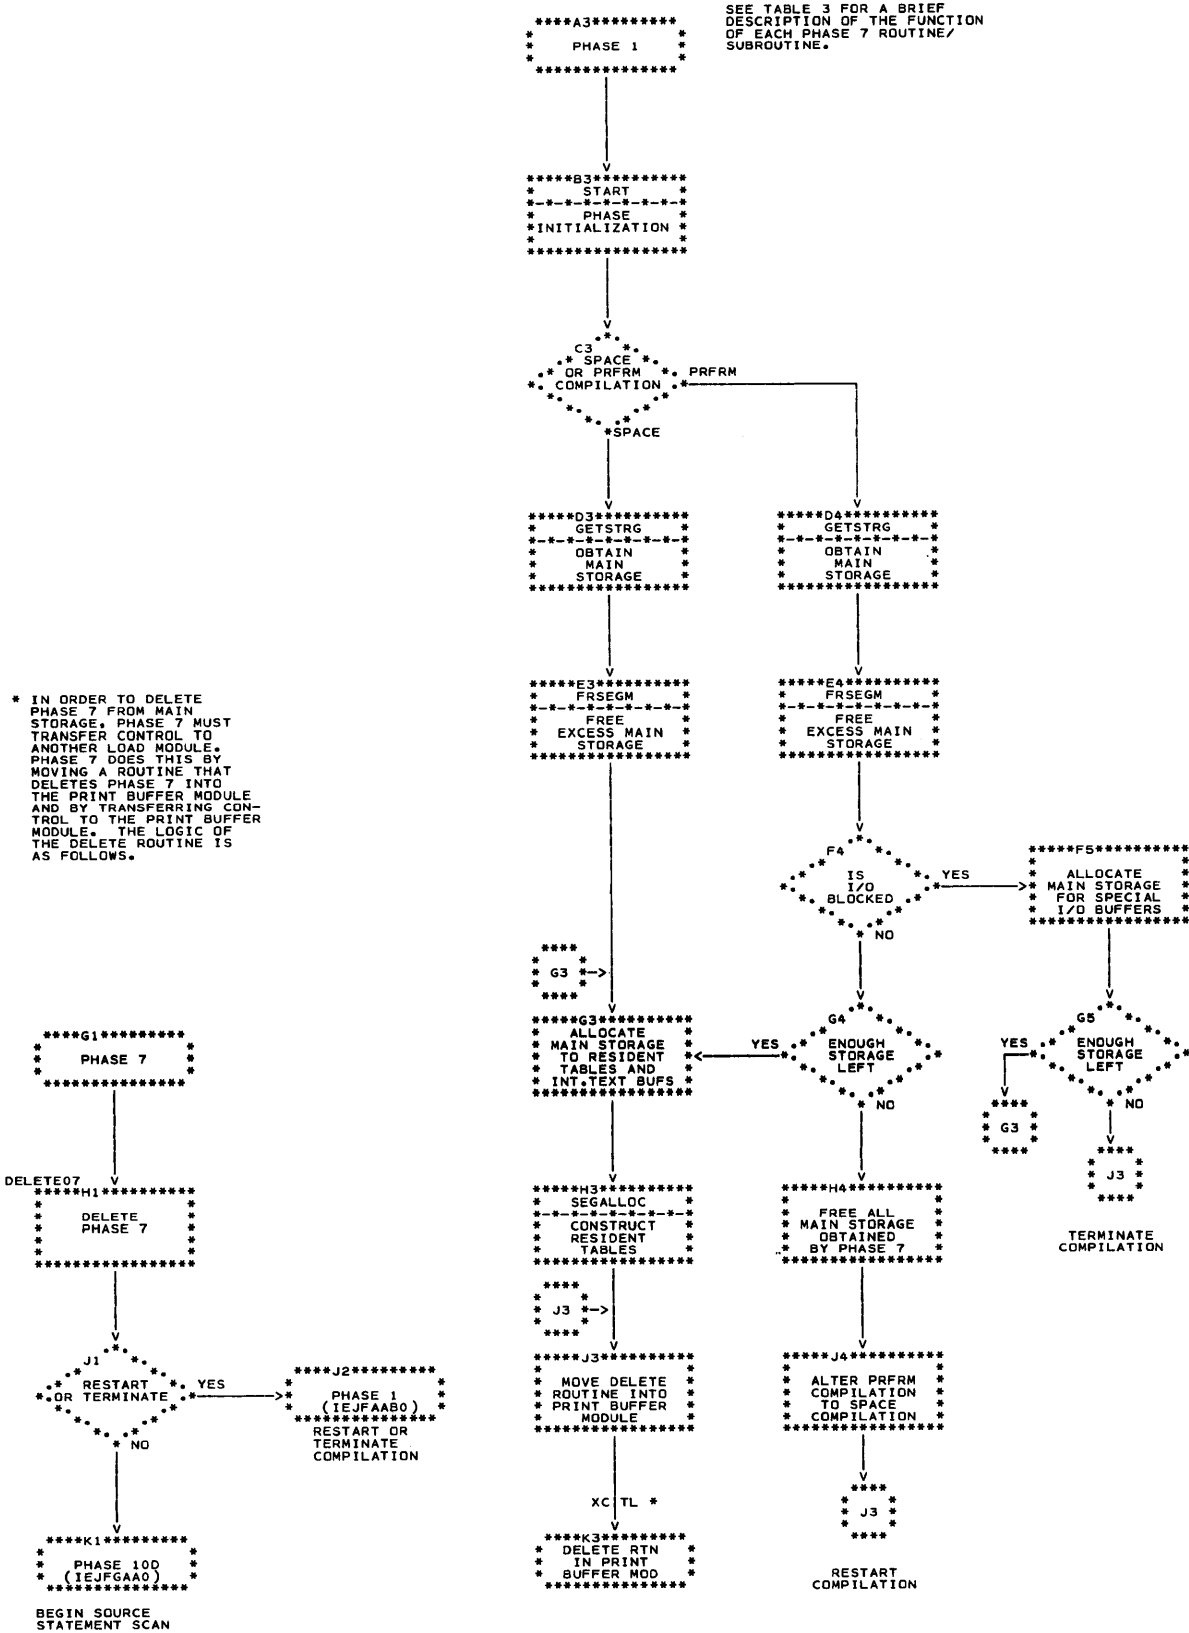 SEE TABLE 3 FOR A BRIEF
DESCRIPTION OF THE FUNCTION
OF EACH PHASE 7 ROUTINE/
SUBROUTINE.
A3
PHASE 1
B3
START
PHASE
INITIALIZATION
C3
SPACE
OR PRFRM
COMPILATION
PRFRM
SPACE
D3
GETSTRG
OBTAIN
MAIN
STORAGE
D4
GETSTRG
OBTAIN
MAIN
STORAGE
E3
FRSEGM
FREE
EXCESS MAIN
STORAGE
E4
FRSEGM
FREE
EXCESS MAIN
STORAGE
* IN ORDER TO DELETE
PHASE 7 FROM MAIN
STORAGE, PHASE 7 MUST
TRANSFER CONTROL TO
ANOTHER LOAD MODULE.
PHASE 7 DOES THIS BY
MOVING A ROUTINE THAT
DELETES PHASE 7 INTO
THE PRINT BUFFER MODULE
AND BY TRANSFERRING CON-
TROL TO THE PRINT BUFFER
MODULE. THE LOGIC OF
THE DELETE ROUTINE IS
AS FOLLOWS.
F4
IS
I/O
BLOCKED
YES
NO
F5
ALLOCATE
MAIN STORAGE
FOR SPECIAL
I/O BUFFERS
G3
G3
ALLOCATE
MAIN STORAGE
TO RESIDENT
TABLES AND
INT.TEXT BUFS
YES
G4
ENOUGH
STORAGE
LEFT
NO
YES
G5
ENOUGH
STORAGE
LEFT
NO
G3
J3
TERMINATE
COMPILATION
G1
PHASE 7
DELETE07
H1
DELETE
PHASE 7
H3
SEGALLOC
CONSTRUCT
RESIDENT
TABLES
H4
FREE ALL
MAIN STORAGE
OBTAINED
BY PHASE 7
J3
J1
RESTART
OR TERMINATE
YES
NO
J2
PHASE 1
(IEJFAAB0)
RESTART OR
TERMINATE
COMPILATION
J3
MOVE DELETE
ROUTINE INTO
PRINT BUFFER
MODULE
J4
ALTER PRFRM
COMPILATION
TO SPACE
COMPILATION
XCTL *
J3
RESTART
COMPILATION
K1
PHASE 10D
(IEJFGAA0)
BEGIN SOURCE
STATEMENT SCAN
K3
DELETE RTN
IN PRINT
BUFFER MOD